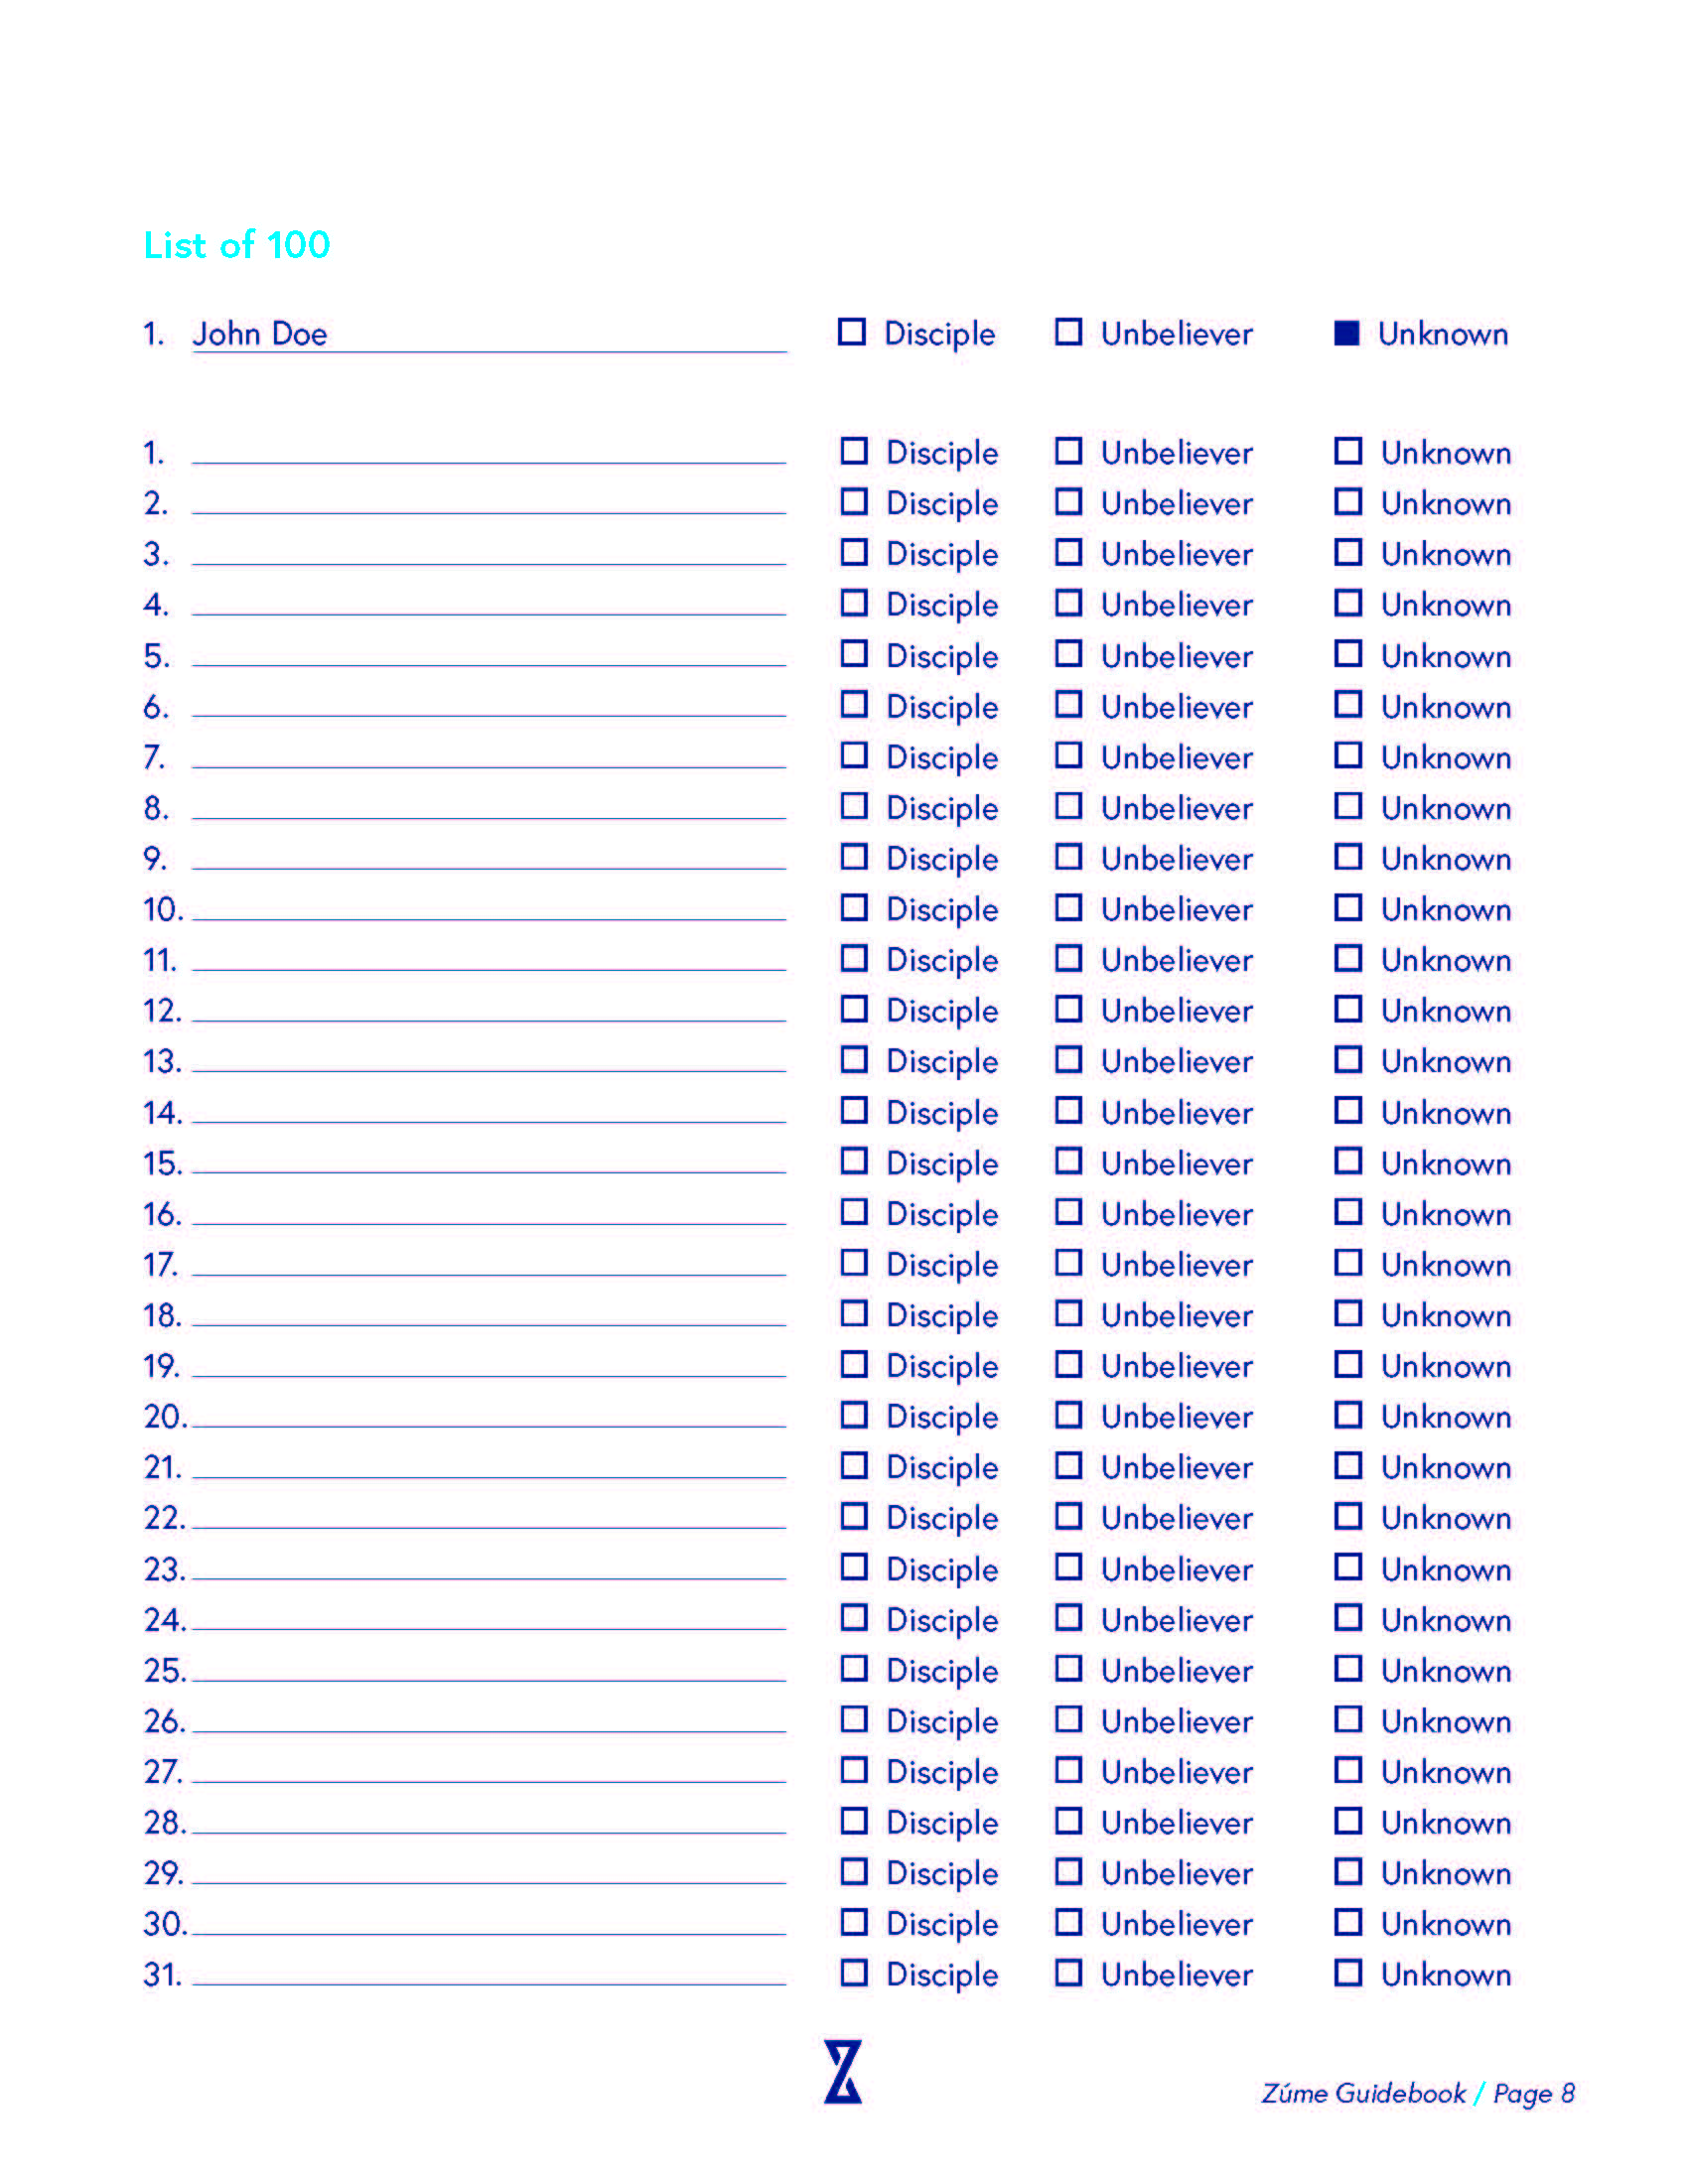 List of 100
1. John Doe Disciple Unbeliever Unknown
1. Disciple Unbeliever Unknown
2. Disciple Unbeliever Unknown
3. Disciple Unbeliever Unknown
4. Disciple Unbeliever Unknown
5. Disciple Unbeliever Unknown
6. Disciple Unbeliever Unknown
7. Disciple Unbeliever Unknown
8. Disciple Unbeliever Unknown
9. Disciple Unbeliever Unknown
10. Disciple Unbeliever Unknown
11. Disciple Unbeliever Unknown
12. Disciple Unbeliever Unknown
13. Disciple Unbeliever Unknown
14. Disciple Unbeliever Unknown
15. Disciple Unbeliever Unknown
16. Disciple Unbeliever Unknown
17. Disciple Unbeliever Unknown
18. Disciple Unbeliever Unknown
19. Disciple Unbeliever Unknown
20. Disciple Unbeliever Unknown
21. Disciple Unbeliever Unknown
22. Disciple Unbeliever Unknown
23. Disciple Unbeliever Unknown
24. Disciple Unbeliever Unknown
25. Disciple Unbeliever Unknown
26. Disciple Unbeliever Unknown
27. Disciple Unbeliever Unknown
28. Disciple Unbeliever Unknown
29. Disciple Unbeliever Unknown
30. Disciple Unbeliever Unknown
31. Disciple Unbeliever Unknown
Zúme Guidebook / Page 8